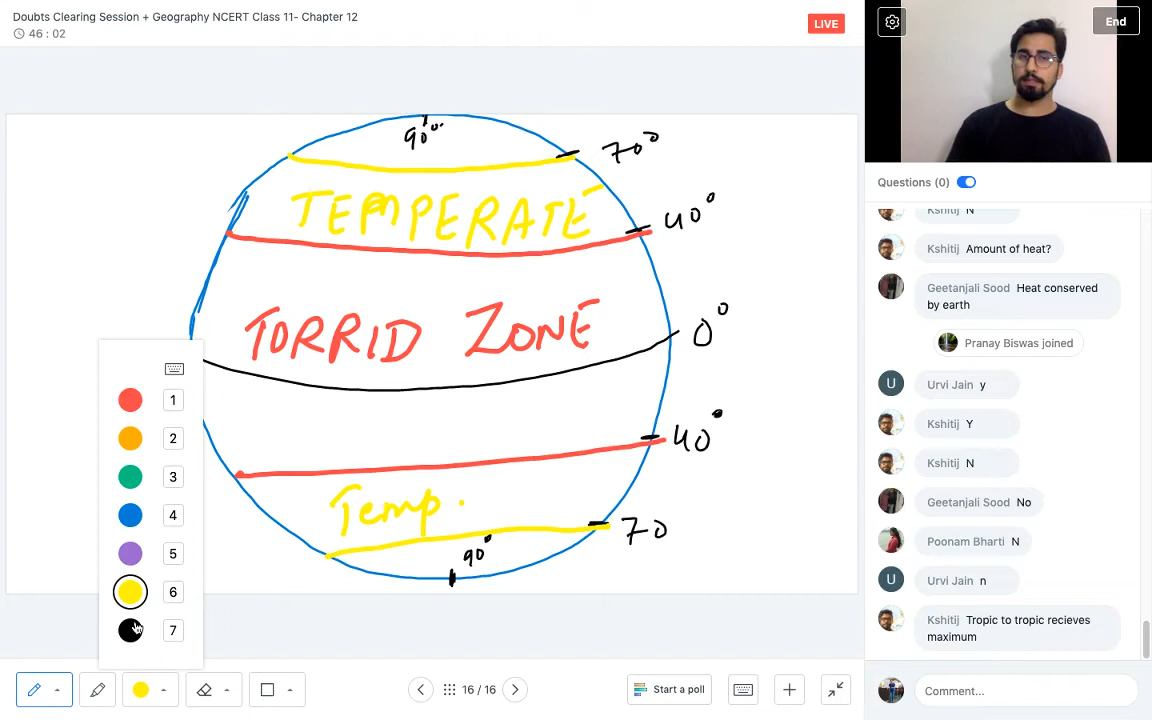 Doubts Clearing Session + Geography NCERT Class 11- Chapter 12
46 : 02
LIVE
End
90°
70°
TEMPERATE
40°
TORRID ZONE
0°
40°
Temp.
70
90°
1
2
3
4
5
6
7
16 / 16
Start a poll
Questions (0)
Kshitij N
Kshitij Amount of heat?
Geetanjali Sood Heat conserved
by earth
Pranay Biswas joined
U
Urvi Jain y
Kshitij Y
Kshitij N
Geetanjali Sood No
Poonam Bharti N
U
Urvi Jain n
Kshitij Tropic to tropic recieves
maximum
Comment...